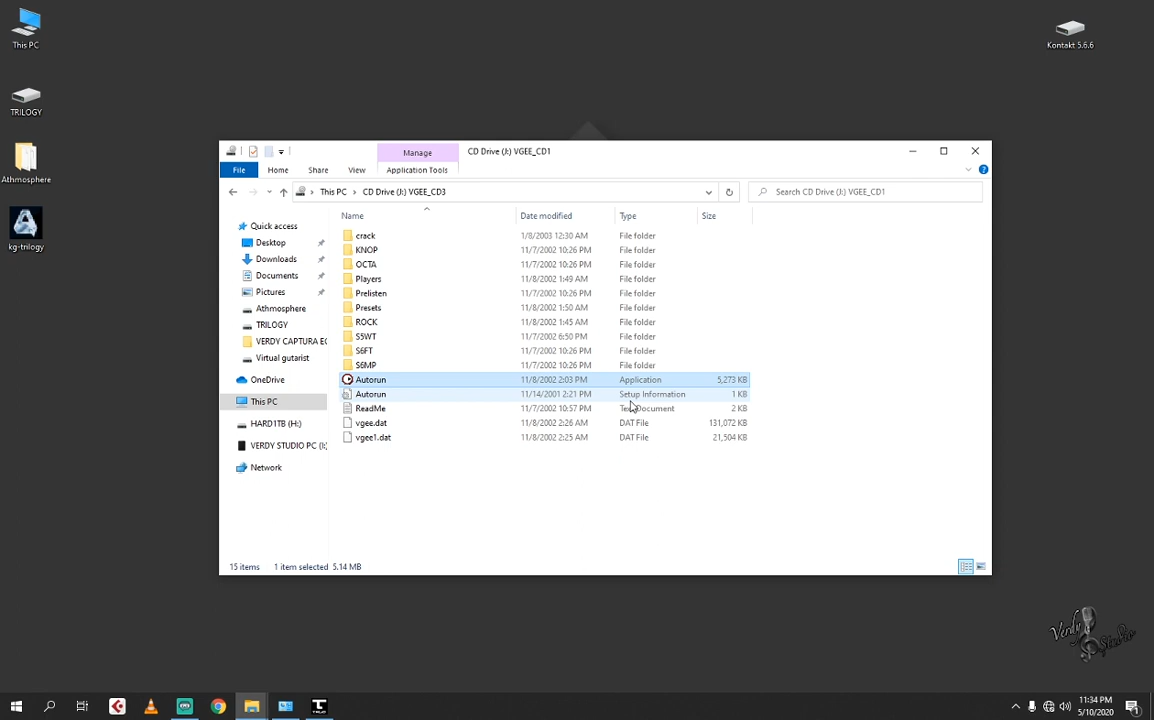 This PC
TRILOGY
Athmosphere
kg-trilogy
Kontakt 5.6.6
Manage
CD Drive (J:) VGEE_CD1
File
Home
Share
View
Application Tools
This PC > CD Drive (J:) VGEE_CD3
Search CD Drive (J:) VGEE_CD1
Name
Date modified
Type
Size
Quick access
Desktop
Downloads
Documents
Pictures
Athmosphere
TRILOGY
VERDY CAPTURA EC
Virtual gutarist
OneDrive
This PC
HARD1TB (H:)
VERDY STUDIO PC (I:
Network
crack 1/8/2003 12:30 AM File folder
KNOP 11/7/2002 10:26 PM File folder
OCTA 11/7/2002 10:26 PM File folder
Players 11/8/2002 1:49 AM File folder
Prelisten 11/7/2002 10:26 PM File folder
Presets 11/8/2002 1:50 AM File folder
ROCK 11/8/2002 1:45 AM File folder
S5WT 11/7/2002 6:50 PM File folder
S6FT 11/7/2002 10:26 PM File folder
S6MP 11/7/2002 10:26 PM File folder
Autorun 11/8/2002 2:03 PM Application 5,273 KB
Autorun 11/14/2001 2:21 PM Setup Information 1 KB
ReadMe 11/7/2002 10:57 PM Text Document 2 KB
vgee.dat 11/8/2002 2:26 AM DAT File 131,072 KB
vgee1.dat 11/8/2002 2:25 AM DAT File 21,504 KB
15 items
1 item selected 5.14 MB
Verdy Studio
11:34 PM
5/10/2020